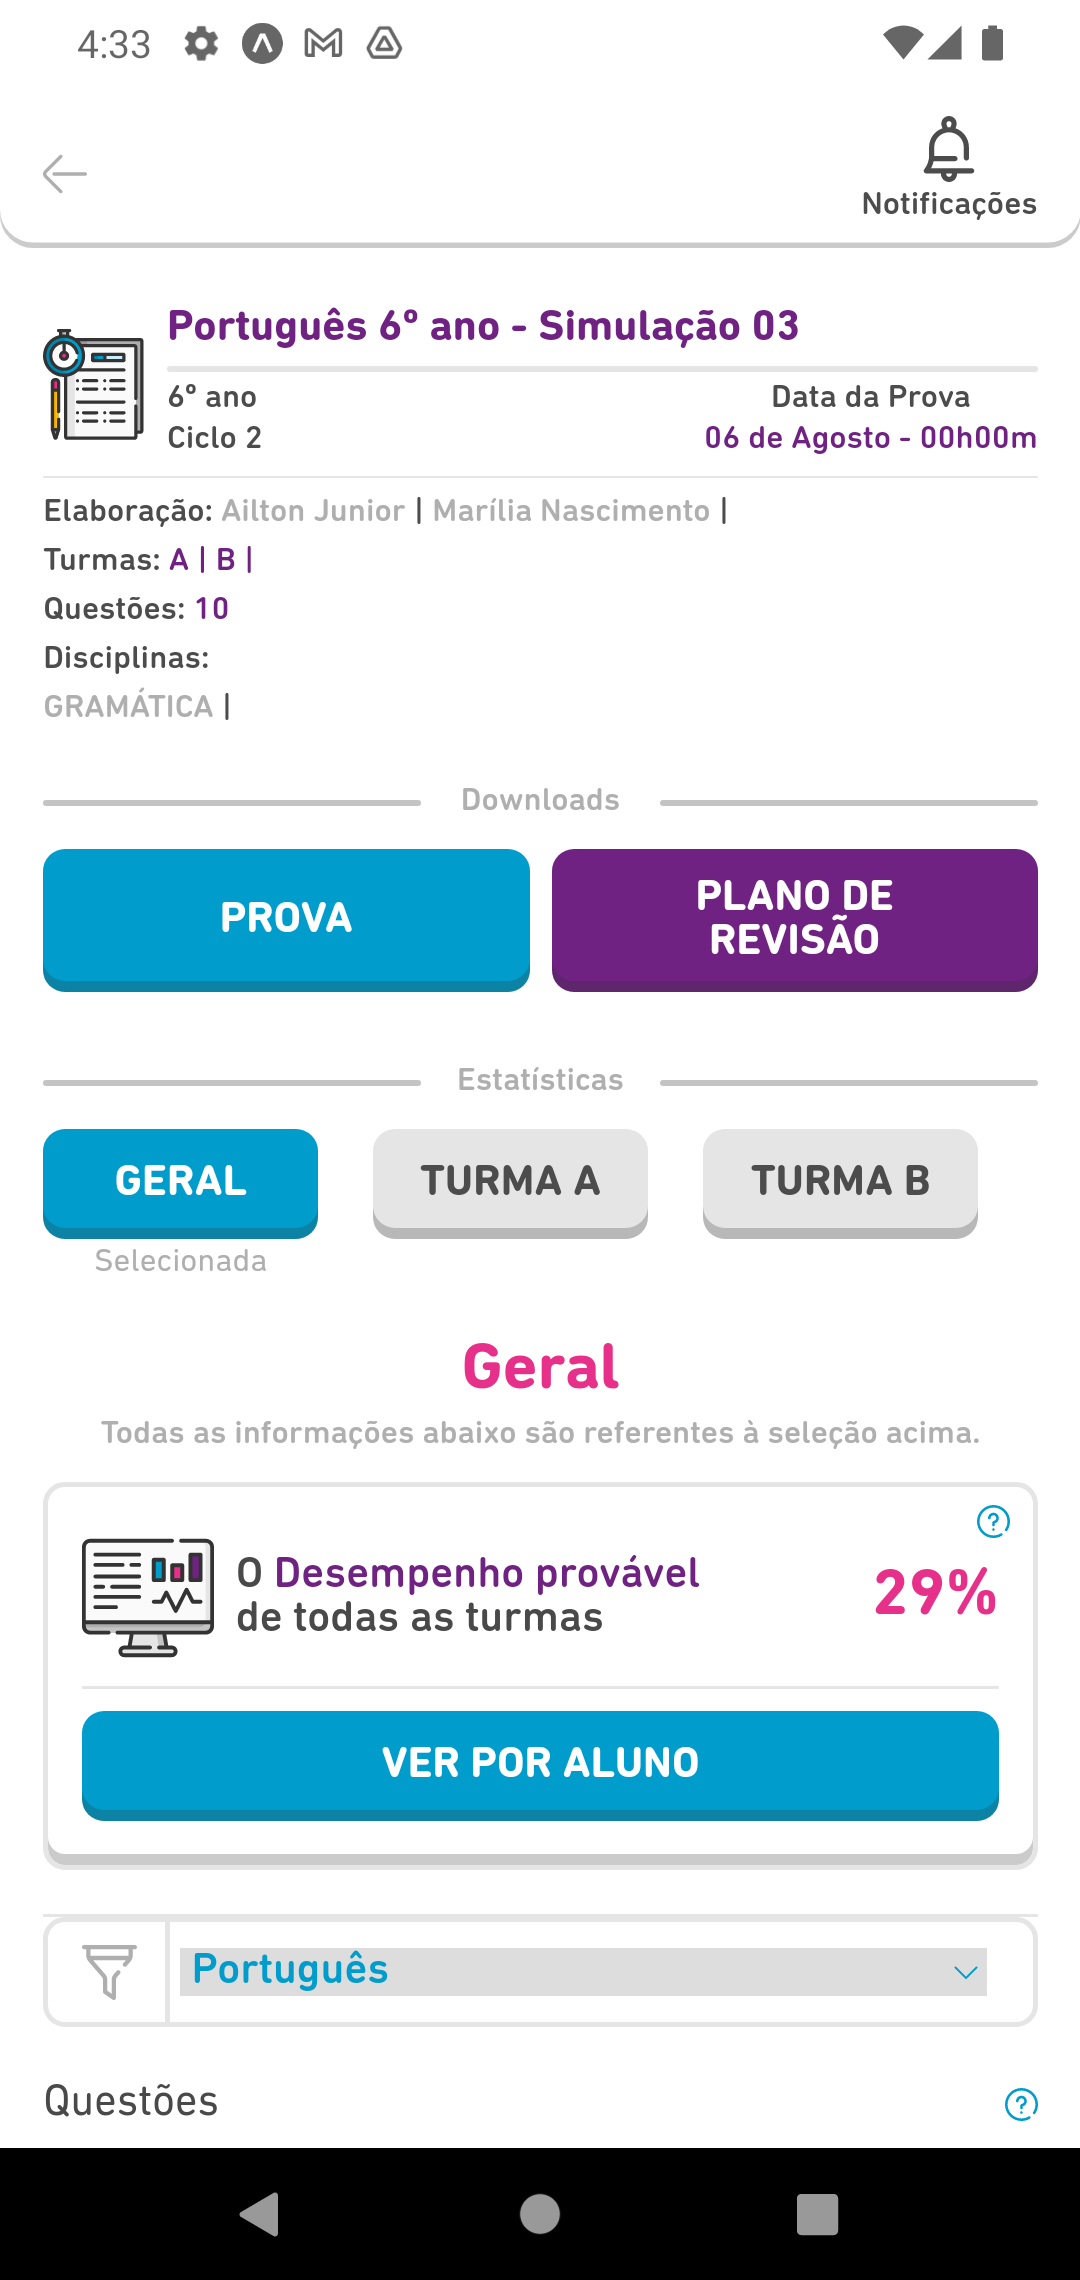 4:33
Notificações
Português 6º ano - Simulação 03
6º ano
Data da Prova
Ciclo 2
06 de Agosto - 00h00m
Elaboração: Ailton Junior | Marília Nascimento |
Turmas: A | B |
Questões: 10
Disciplinas:
GRAMÁTICA |
Downloads
PROVA
PLANO DE
REVISÃO
Estatísticas
GERAL
TURMA A
TURMA B
Selecionada
Geral
Todas as informações abaixo são referentes à seleção acima.
?
O Desempenho provável
de todas as turmas
29%
VER POR ALUNO
Português
Questões
?